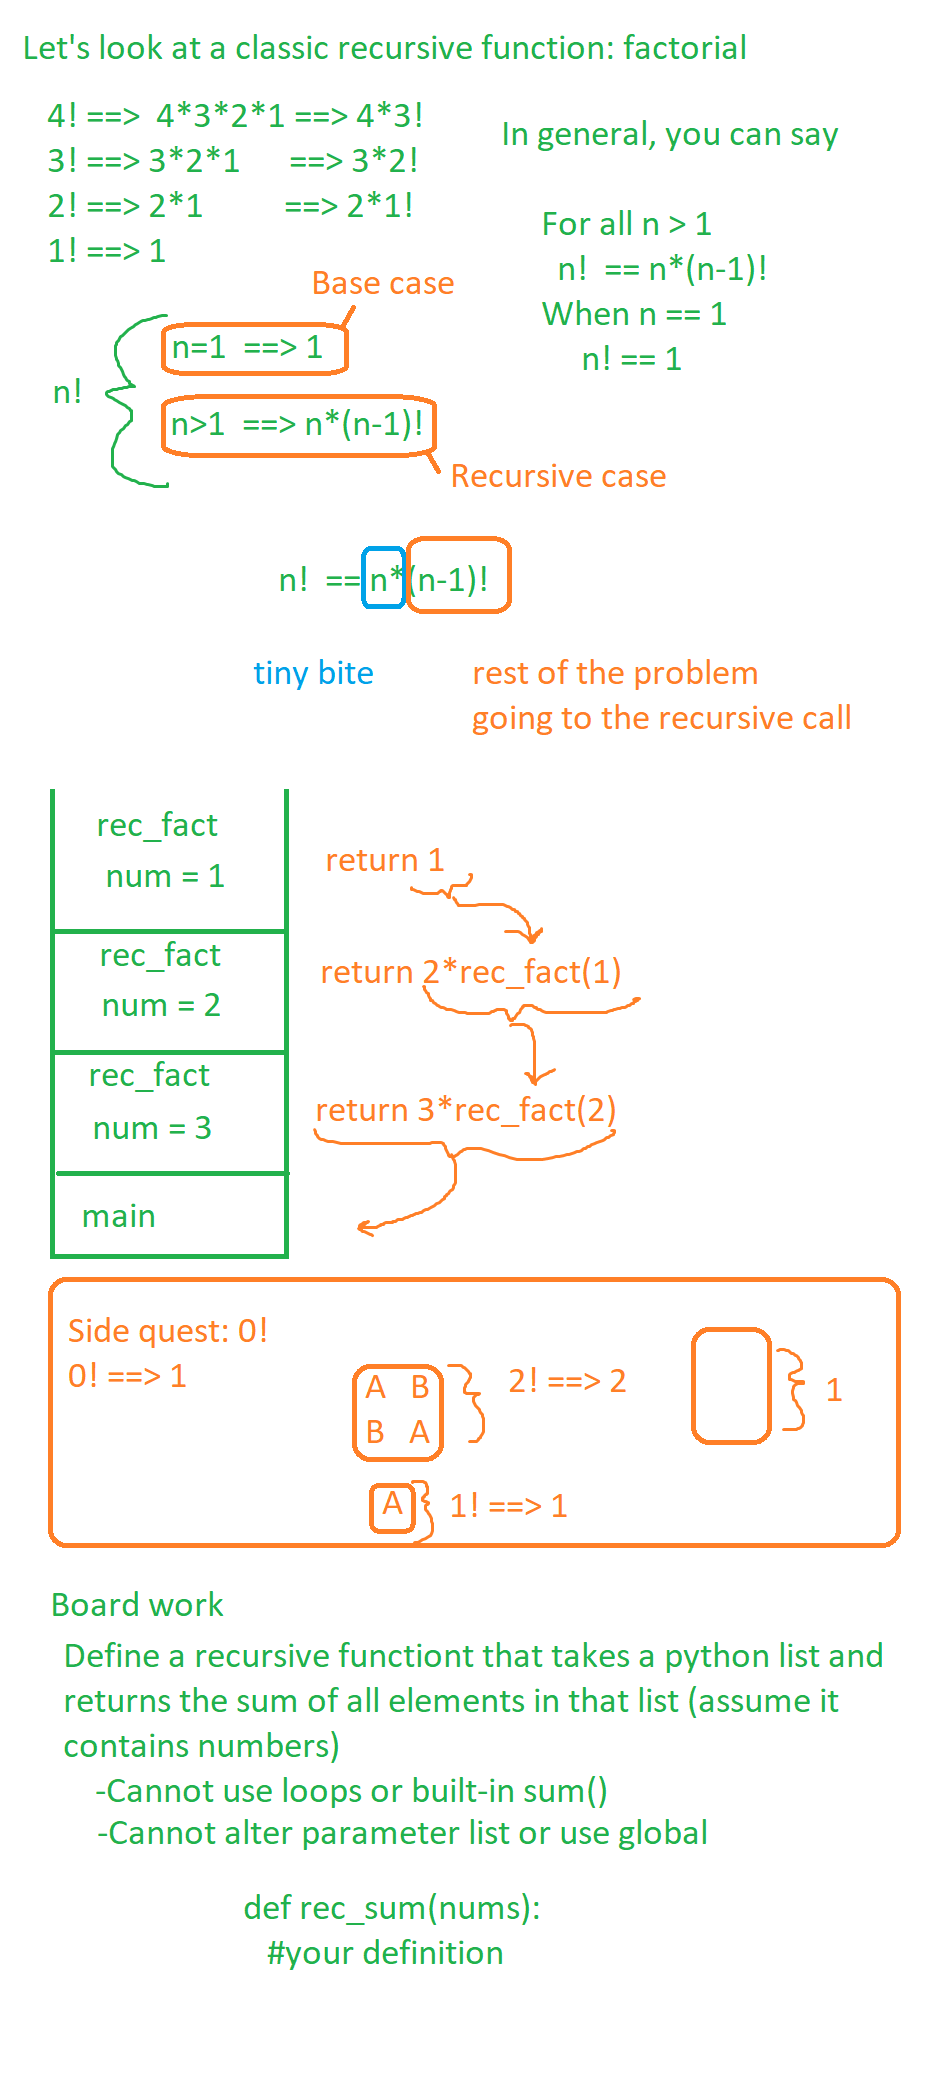 Let's look at a classic recursive function: factorial
4! ==> 4*3*2*1 ==> 4*3!
3! ==> 3*2*1 ==> 3*2!
2! ==> 2*1 ==> 2*1!
1! ==> 1
In general, you can say
For all n > 1
n! == n*(n-1)!
When n == 1
n! == 1
Base case
n=1 ==> 1
n!
n>1 ==> n*(n-1)!
Recursive case
n! == n*(n-1)!
tiny bite
rest of the problem
going to the recursive call
rec_fact
num = 1
return 1
rec_fact
num = 2
return 2*rec_fact(1)
rec_fact
num = 3
return 3*rec_fact(2)
main
Side quest: 0!
0! ==> 1
A B
B A
2! ==> 2
1
A
1! ==> 1
Board work
Define a recursive functiont that takes a python list and
returns the sum of all elements in that list (assume it
contains numbers)
-Cannot use loops or built-in sum()
-Cannot alter parameter list or use global
def rec_sum(nums):
#your definition